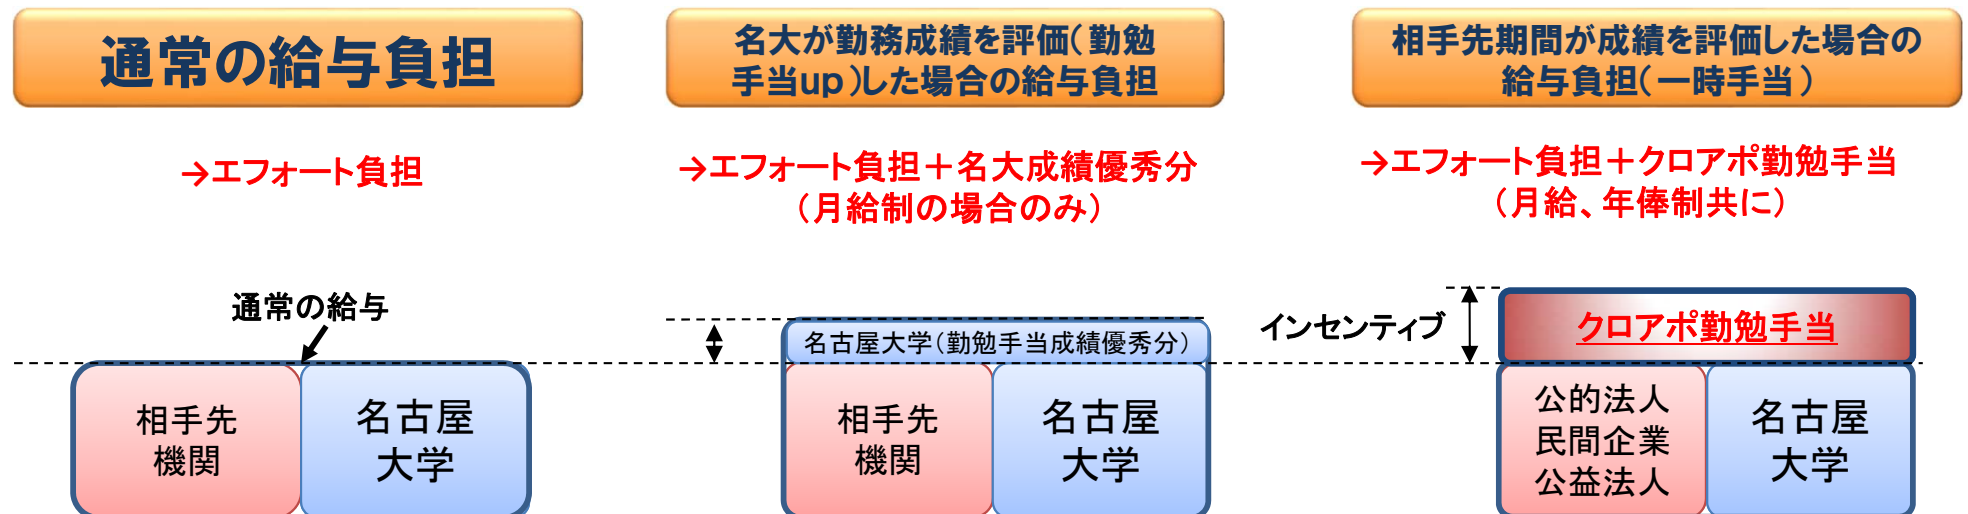 通常の給与負担
→エフォート負担
通常の給与
相手先
機関
名古屋
大学
名大が勤務成績を評価(勤勉
手当up)した場合の給与負担
→エフォート負担+名大成績優秀分
(月給制の場合のみ)
名古屋大学(勤勉手当成績優秀分)
相手先
機関
名古屋
大学
相手先期間が成績を評価した場合の
給与負担(一時手当)
→エフォート負担+クロアポ勤勉手当
(月給、年俸制共に)
インセンティブ
クロアポ勤勉手当
公的法人
民間企業
公益法人
名古屋
大学